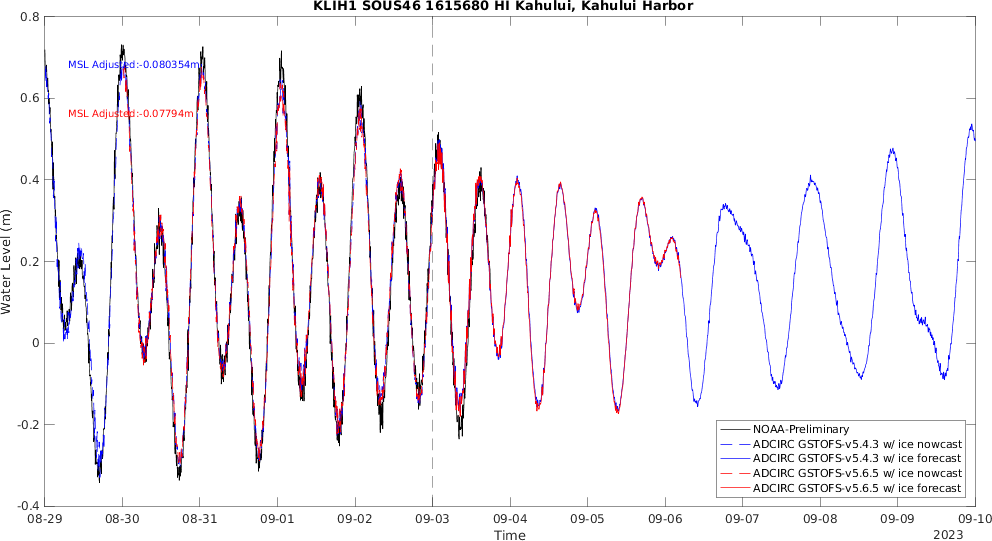 KLIH1 SOUS46 1615680 HI Kahului, Kahului Harbor
0.8
0.6
0.4
0.2
0
-0.2
-0.4
Water Level (m)
MSL Adjusted:-0.080354m
MSL Adjusted:-0.07794m
NOAA-Preliminary
ADCIRC GSTOFS-v5.4.3 w/ ice nowcast
ADCIRC GSTOFS-v5.4.3 w/ ice forecast
ADCIRC GSTOFS-v5.6.5 w/ ice nowcast
ADCIRC GSTOFS-v5.6.5 w/ ice forecast
08-29 08-30 08-31 09-01 09-02 09-03 09-04 09-05 09-06 09-07 09-08 09-09 09-10
Time
2023